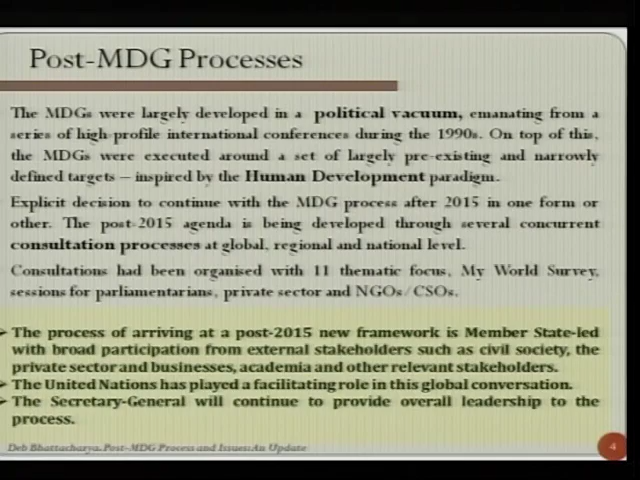 Post-MDG Processes
The MDGs were largely developed in a political vacuum, emanating from a
series of high profile international conferences during the 1990s. On top of this,
the MDGs were executed around a set of largely pre-existing and narrowly
defined targets – inspired by the Human Development paradigm.
Explicit decision to continue with the MDG process after 2015 in one form or
other. The post-2015 agenda is being developed through several concurrent
consultation processes at global, regional and national level.
Consultations had been organised with 11 thematic focus, My World Survey,
sessions for parliamentarians, private sector and NGOs/CSOs.
The process of arriving at a post-2015 new framework is Member State-led
with broad participation from external stakeholders such as civil society, the
private sector and businesses, academia and other relevant stakeholders.
The United Nations has played a facilitating role in this global conversation.
The Secretary-General will continue to provide overall leadership to the
process.
Deb Bhattacharya, Post-MDG Process and Issues: An Update
4